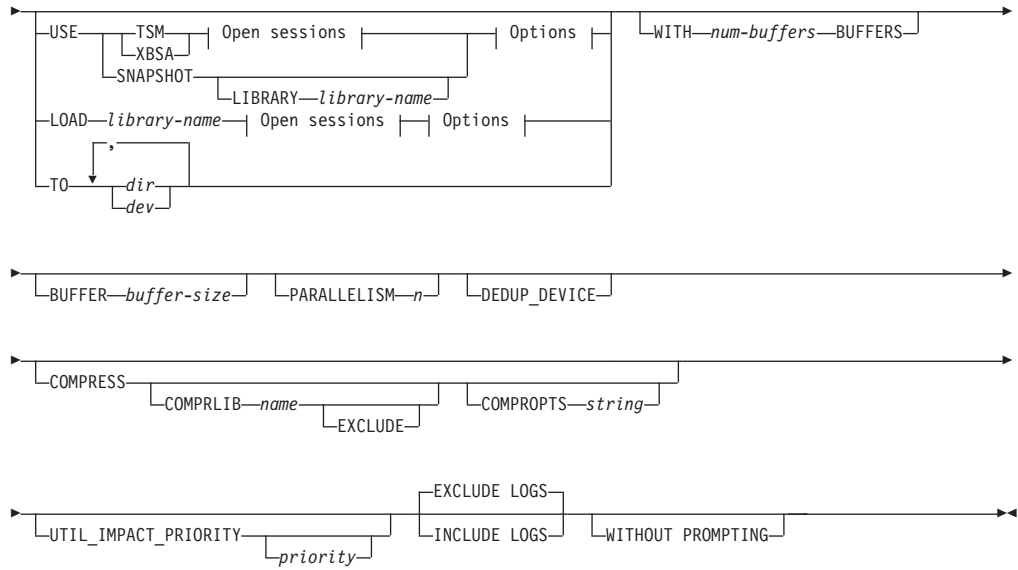 USE TSM Open sessions Options WITH num-buffers BUFFERS
XBSA
SNAPSHOT
LIBRARY library-name
LOAD library-name Open sessions Options
,
TO dir
dev
BUFFER buffer-size PARALLELISM n DEDUP_DEVICE
COMPRESS
COMPRLIB name COMPROPTS string
EXCLUDE
EXCLUDE LOGS
UTIL_IMPACT_PRIORITY INCLUDE LOGS WITHOUT PROMPTING
priority